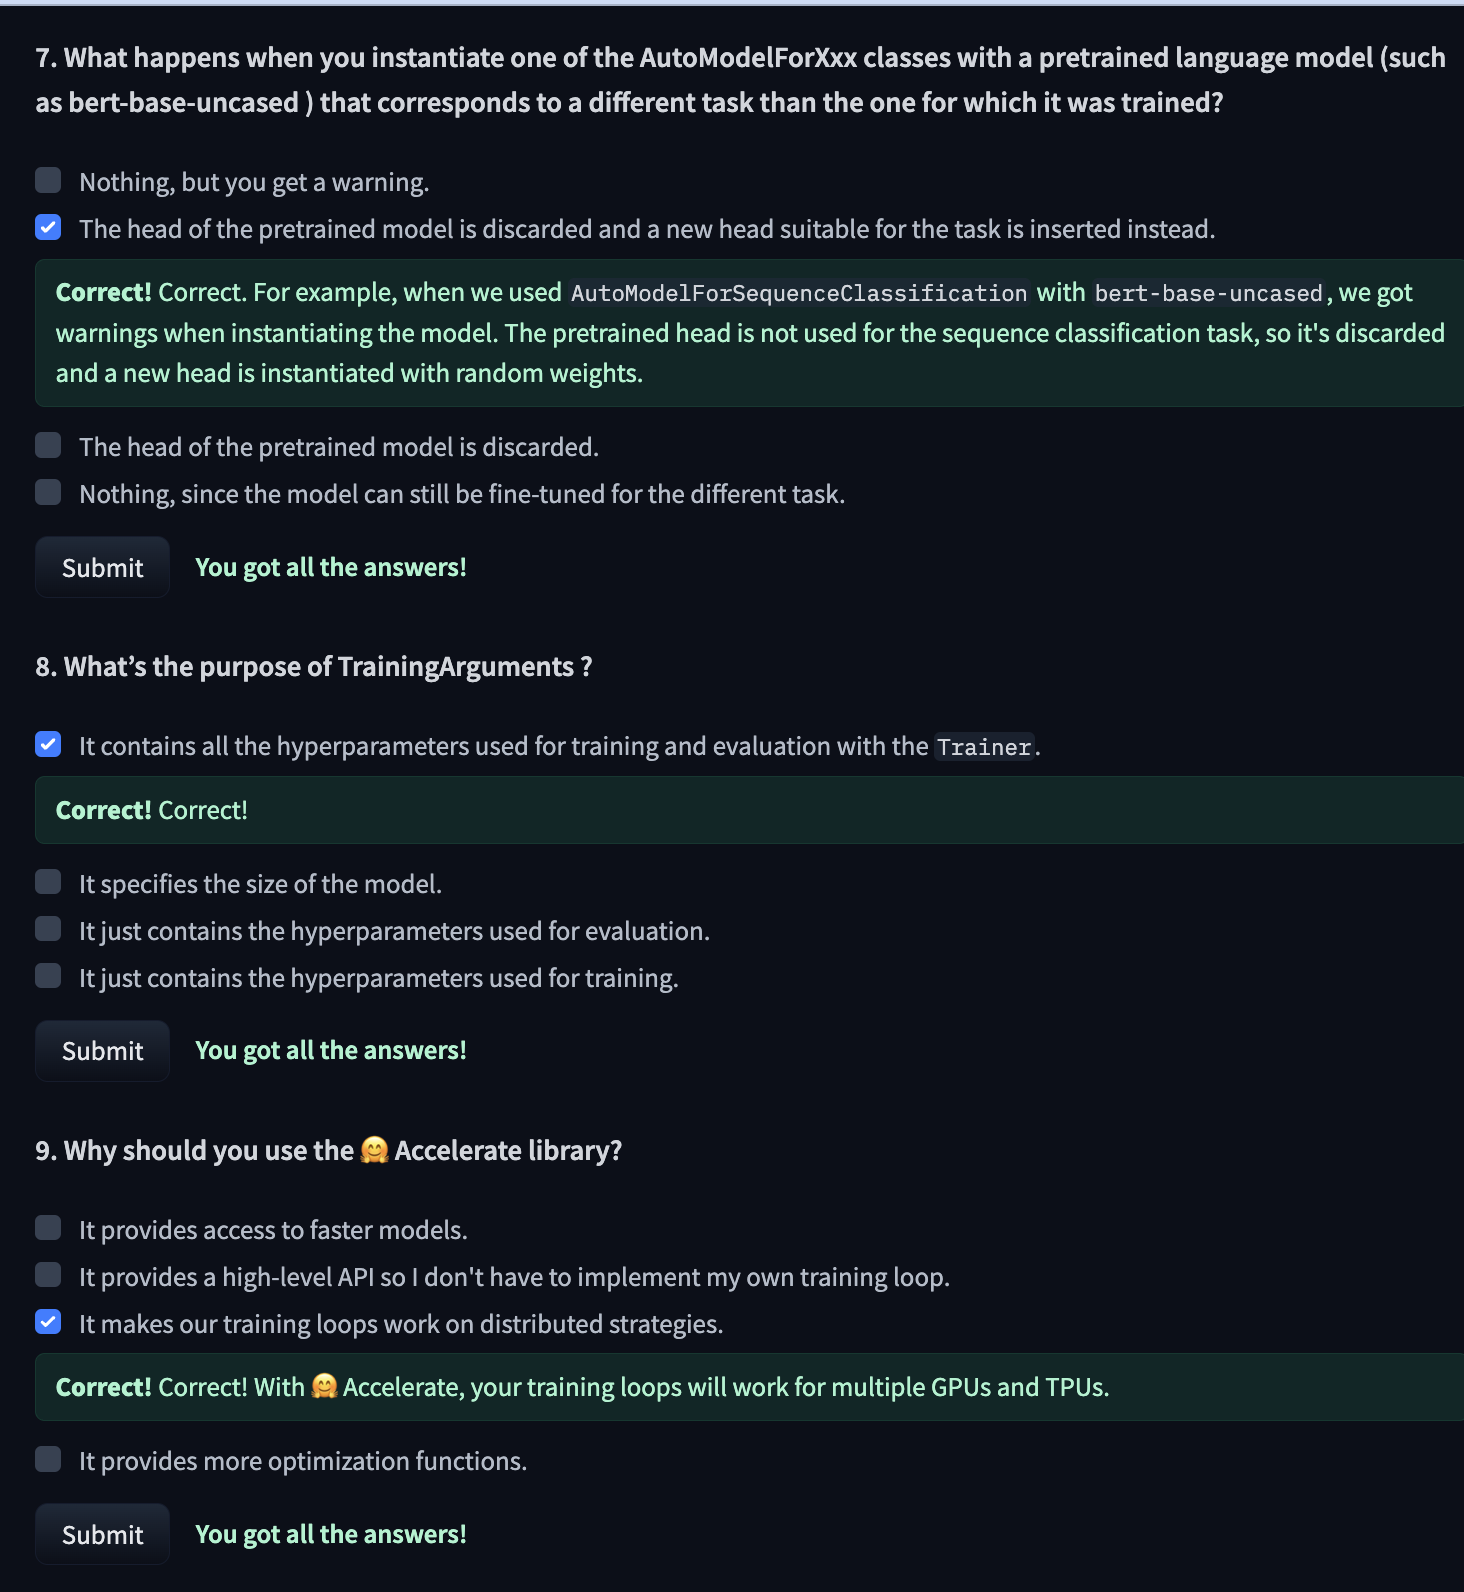 7. What happens when you instantiate one of the AutoModelForXxx classes with a pretrained language model (such
as bert-base-uncased ) that corresponds to a different task than the one for which it was trained?
Nothing, but you get a warning.
The head of the pretrained model is discarded and a new head suitable for the task is inserted instead.
Correct! Correct. For example, when we used AutoModelForSequenceClassification with bert-base-uncased, we got
warnings when instantiating the model. The pretrained head is not used for the sequence classification task, so it's discarded
and a new head is instantiated with random weights.
The head of the pretrained model is discarded.
Nothing, since the model can still be fine-tuned for the different task.
Submit You got all the answers!
8. What’s the purpose of TrainingArguments ?
It contains all the hyperparameters used for training and evaluation with the Trainer.
Correct! Correct!
It specifies the size of the model.
It just contains the hyperparameters used for evaluation.
It just contains the hyperparameters used for training.
Submit You got all the answers!
9. Why should you use the 🤗 Accelerate library?
It provides access to faster models.
It provides a high-level API so I don't have to implement my own training loop.
It makes our training loops work on distributed strategies.
Correct! Correct! With 🤗 Accelerate, your training loops will work for multiple GPUs and TPUs.
It provides more optimization functions.
Submit You got all the answers!